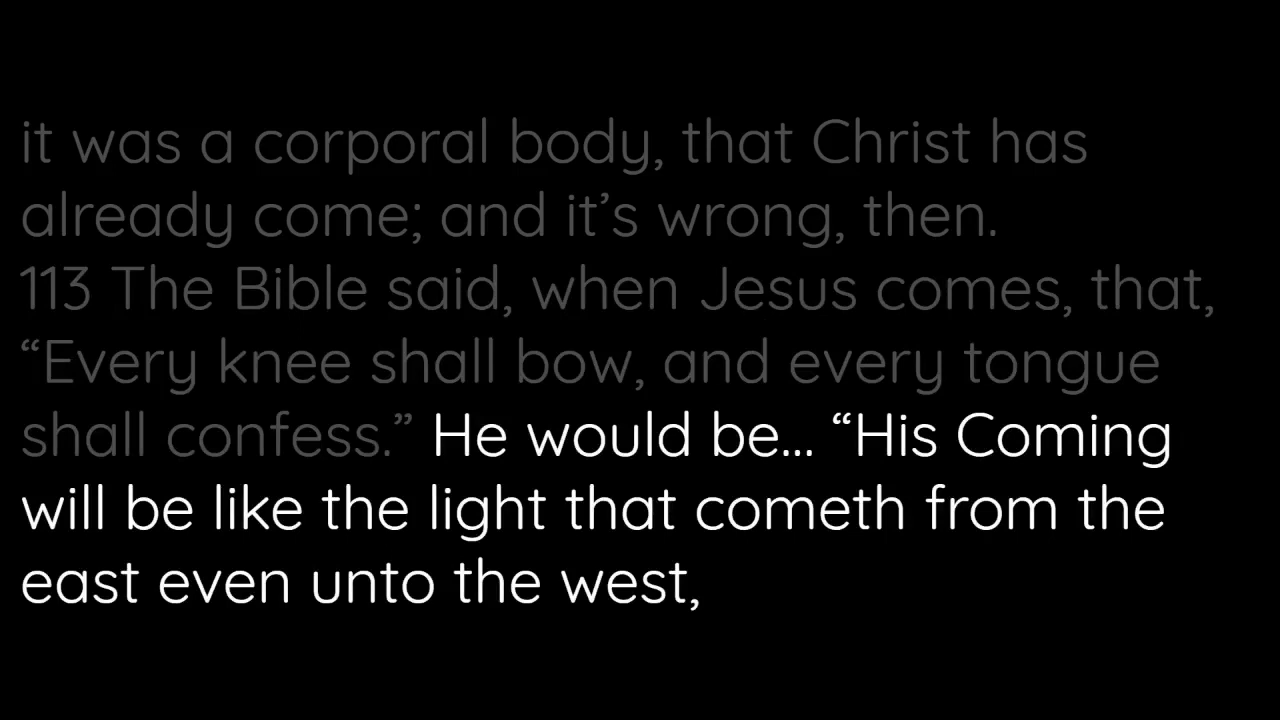 it was a corporal body, that Christ has
already come; and it’s wrong, then.
113 The Bible said, when Jesus comes, that,
“Every knee shall bow, and every tongue
shall confess.” He would be... “His Coming
will be like the light that cometh from the
east even unto the west,